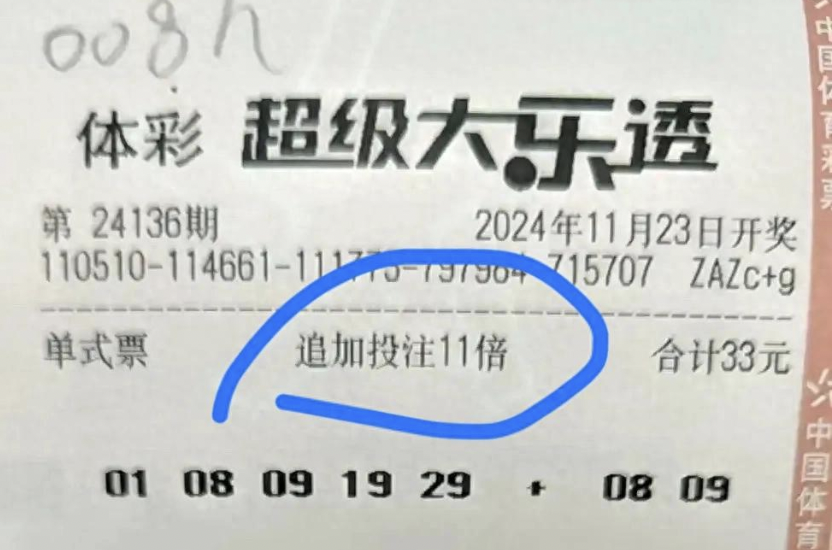 体彩 超级大乐透
第 24136期 2024年11月23日开奖
110510-114661-111773-797984 715707 ZAZc+g
单式票 追加投注11倍 合计33元
01 08 09 19 29 + 08 09
中国体育彩票
中国体育